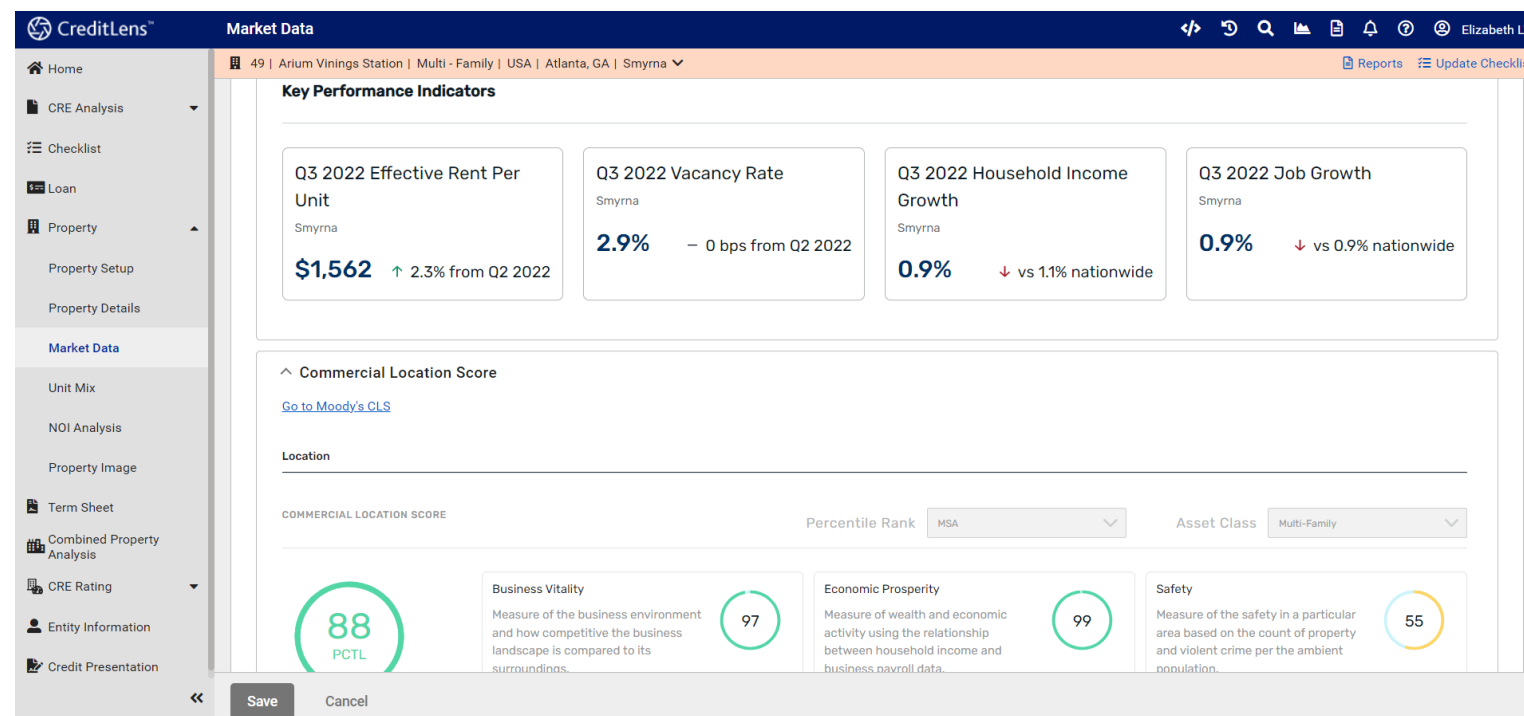 CreditLens™
Market Data
Elizabeth L
49 | Arium Vinings Station | Multi - Family | USA | Atlanta, GA | Smyrna
Reports
Update Checklis
Home
CRE Analysis
Checklist
Loan
Property
Property Setup
Property Details
Market Data
Unit Mix
NOI Analysis
Property Image
Term Sheet
Combined Property
Analysis
CRE Rating
Entity Information
Credit Presentation
Key Performance Indicators
Q3 2022 Effective Rent Per
Unit
Smyrna
$1,562 ↑ 2.3% from Q2 2022
Q3 2022 Vacancy Rate
Smyrna
2.9% – 0 bps from Q2 2022
Q3 2022 Household Income
Growth
Smyrna
0.9% ↓ vs 1.1% nationwide
Q3 2022 Job Growth
Smyrna
0.9% ↓ vs 0.9% nationwide
Commercial Location Score
Go to Moody's CLS
Location
COMMERCIAL LOCATION SCORE
Percentile Rank MSA
Asset Class Multi-Family
88
PCTL
Business Vitality
Measure of the business environment
and how competitive the business
landscape is compared to its
surroundings.
97
Economic Prosperity
Measure of wealth and economic
activity using the relationship
between household income and
business payroll data.
99
Safety
Measure of the safety in a particular
area based on the count of property
and violent crime per the ambient
population.
55
Save
Cancel